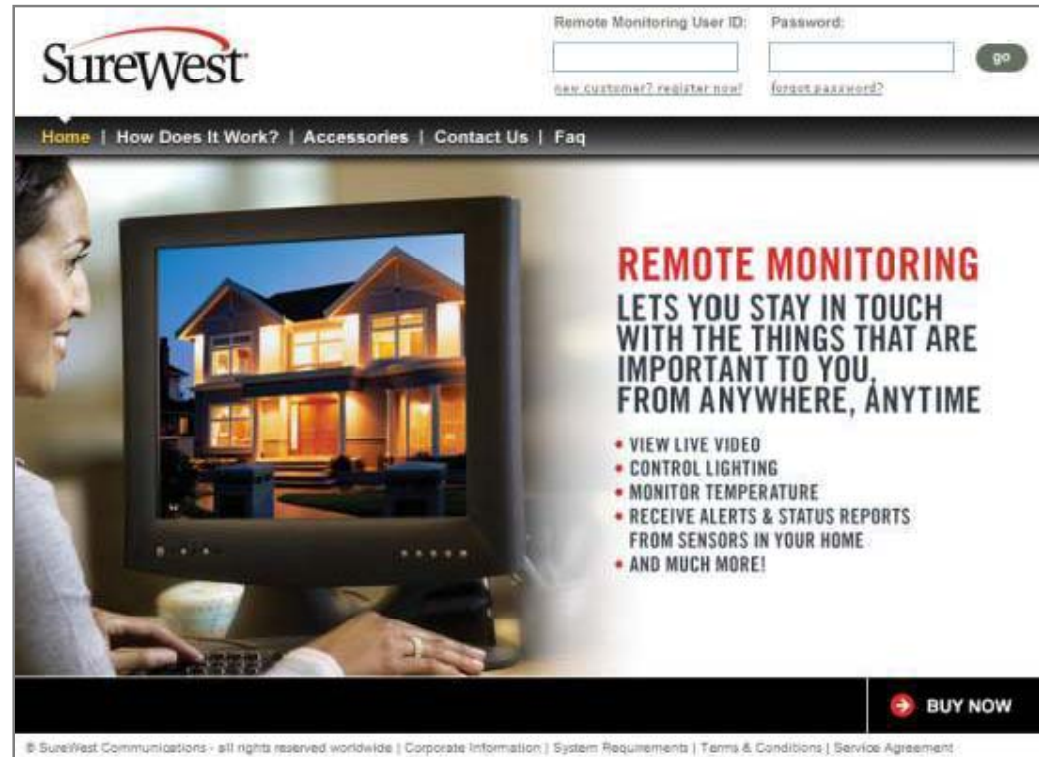 SureWest
Remote Monitoring User ID: Password:
go
new customer? register now! forgot password?
Home | How Does It Work? | Accessories | Contact Us | Faq
REMOTE MONITORING
LETS YOU STAY IN TOUCH
WITH THE THINGS THAT ARE
IMPORTANT TO YOU,
FROM ANYWHERE, ANYTIME
• VIEW LIVE VIDEO
• CONTROL LIGHTING
• MONITOR TEMPERATURE
• RECEIVE ALERTS & STATUS REPORTS
FROM SENSORS IN YOUR HOME
• AND MUCH MORE!
BUY NOW
© SureWest Communications - all rights reserved worldwide | Corporate Information | System Requirements | Terms & Conditions | Service Agreement